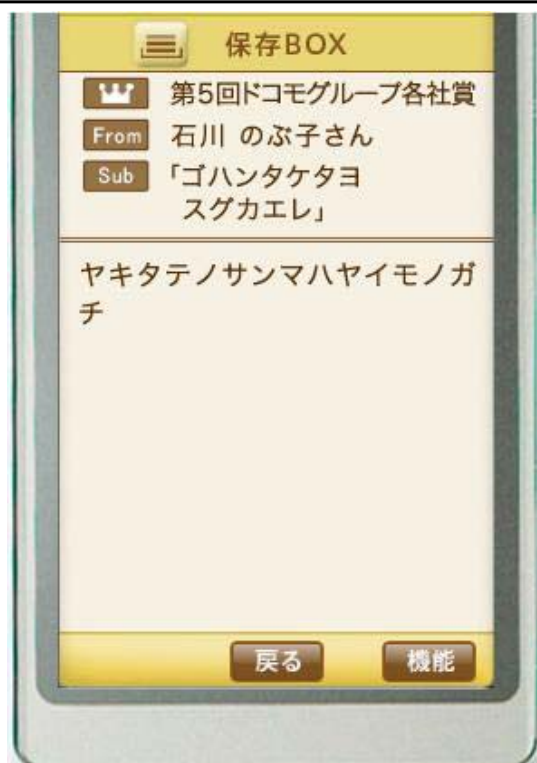 保存BOX
第5回ドコモグループ各社賞
From 石川 のぶ子さん
Sub 「ゴハンタケタヨ
スグカエレ」
ヤキタテノサンマハヤイモノガ
チ
戻る 機能